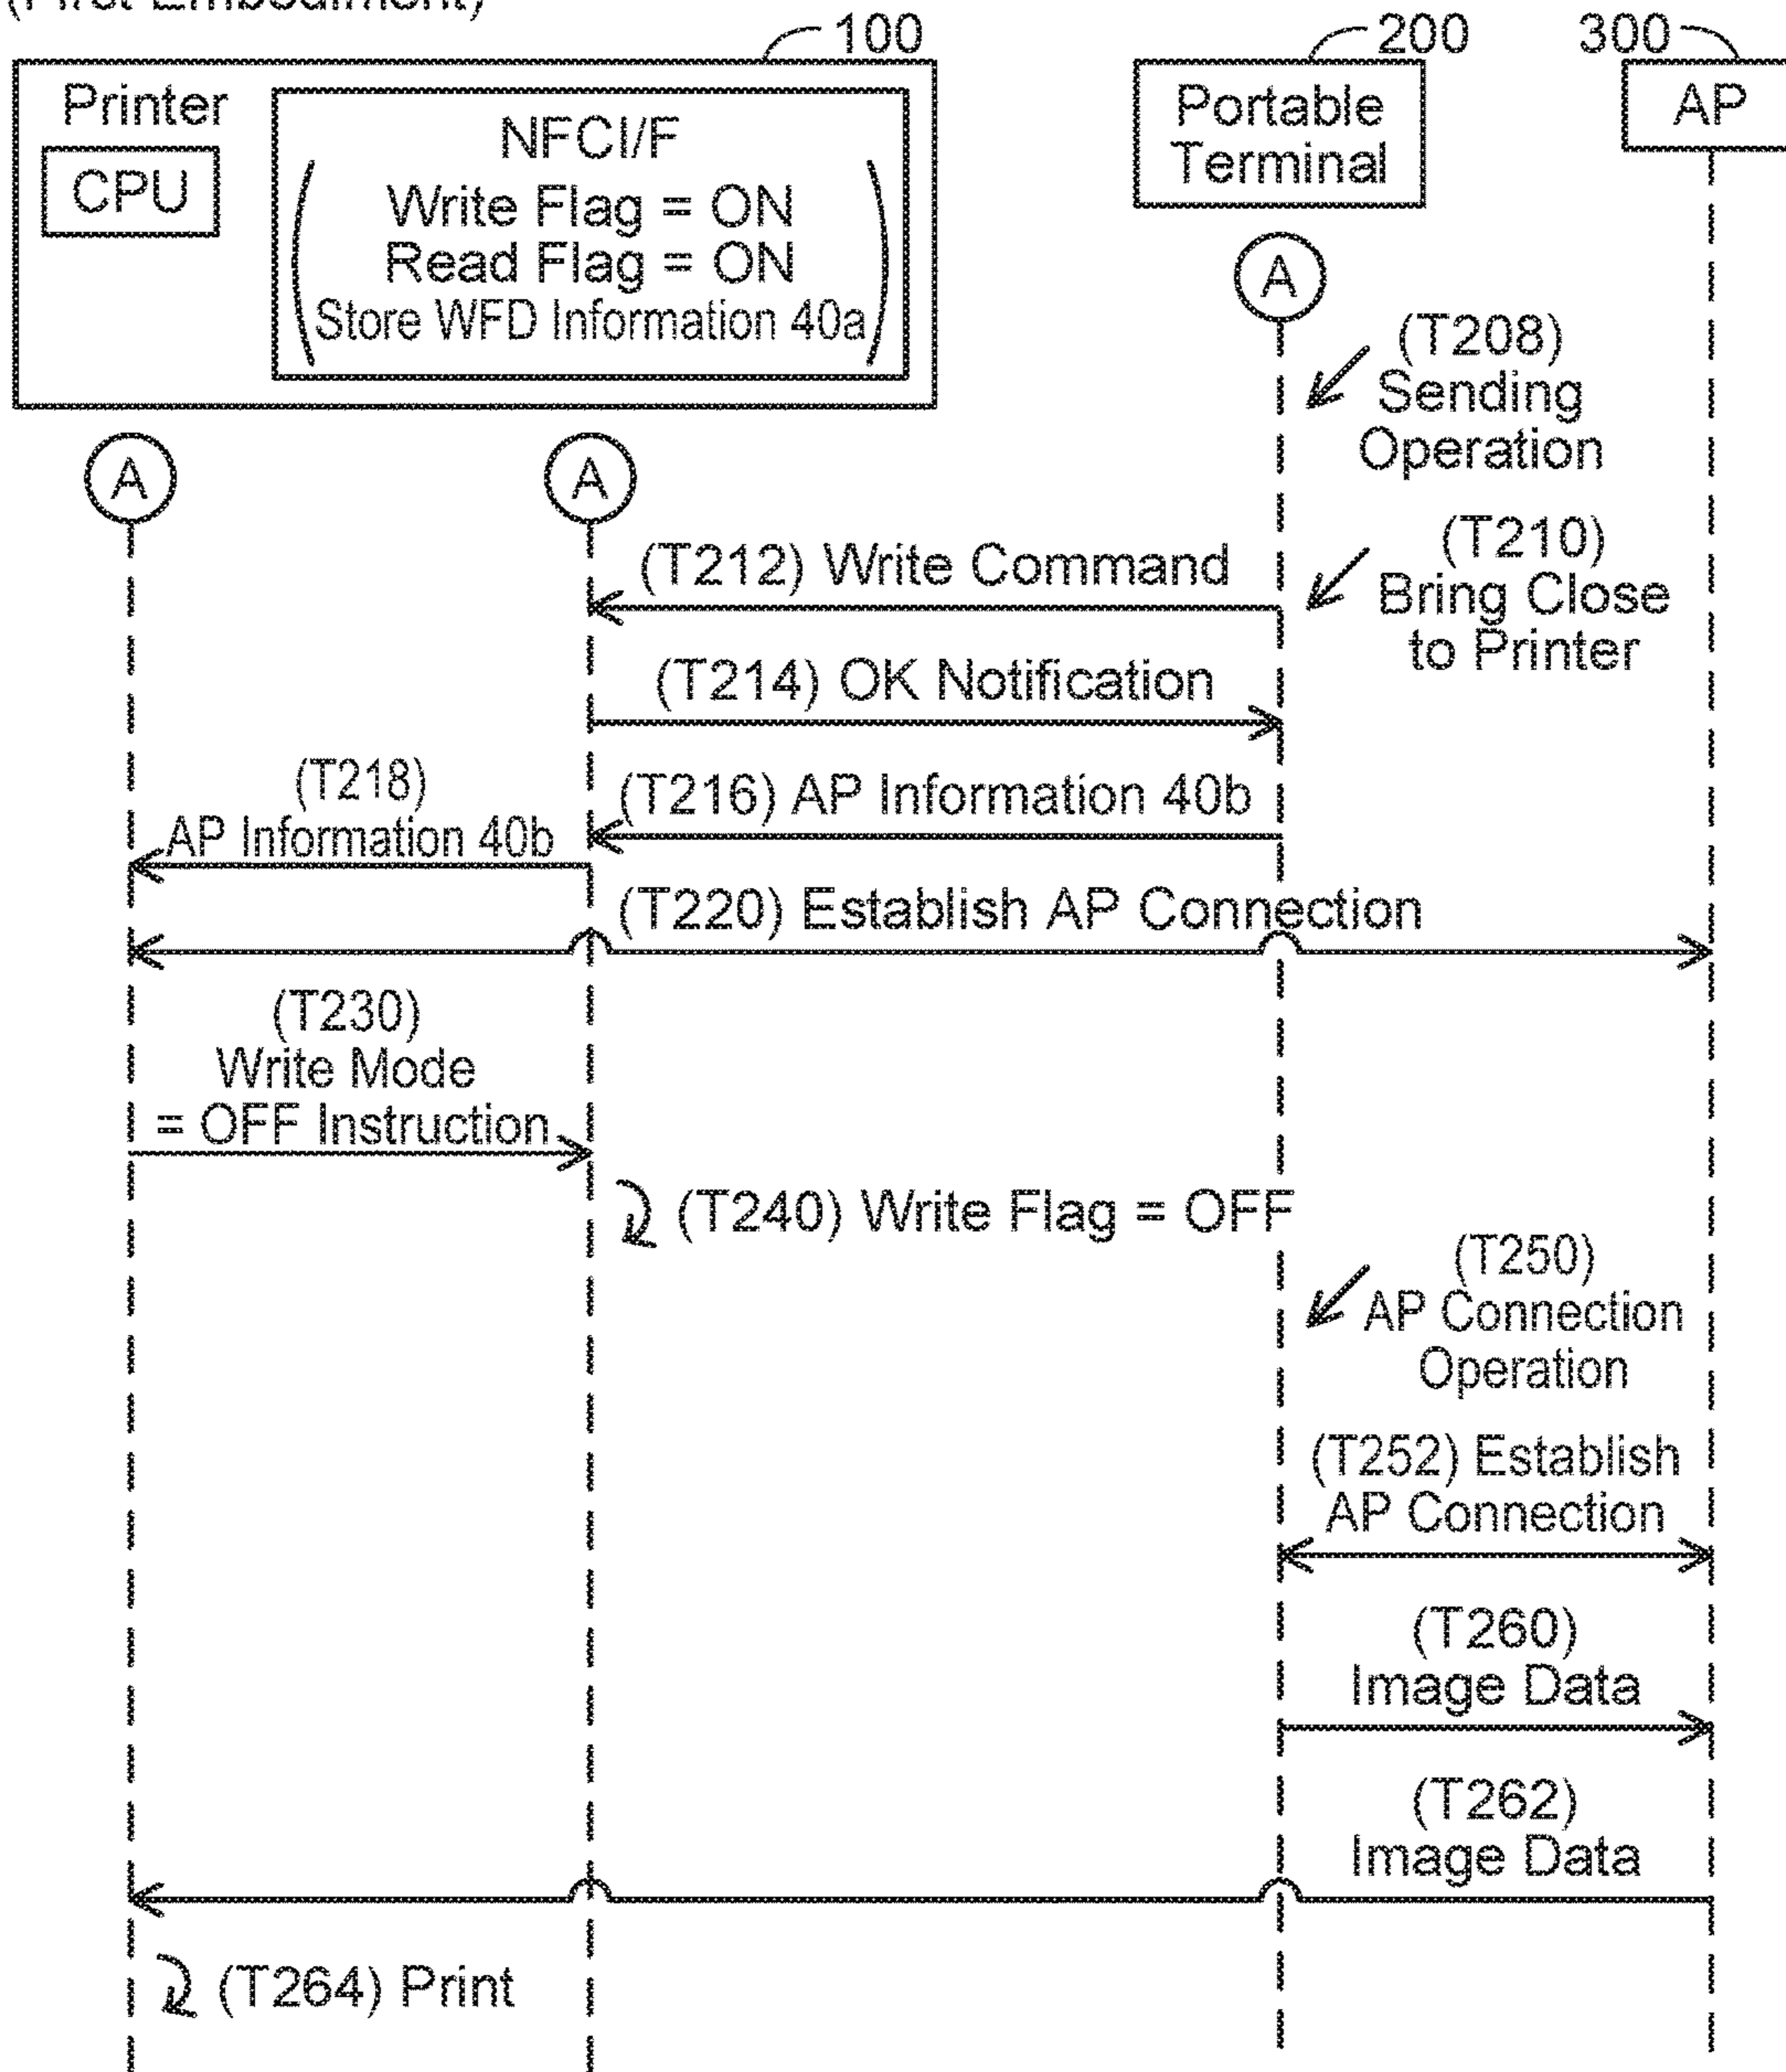 (First Embodiment)
100
200
300
Printer
CPU
NFCI/F
Write Flag = ON
Read Flag = ON
Store WFD Information 40a
Portable
Terminal
AP
A
A
A
(T208)
Sending
Operation
(T210)
Bring Close
to Printer
(T212) Write Command
(T214) OK Notification
(T216) AP Information 40b
(T218)
AP Information 40b
(T220) Establish AP Connection
(T230)
Write Mode
= OFF Instruction
(T240) Write Flag = OFF
(T250)
AP Connection
Operation
(T252) Establish
AP Connection
(T260)
Image Data
(T262)
Image Data
(T264) Print